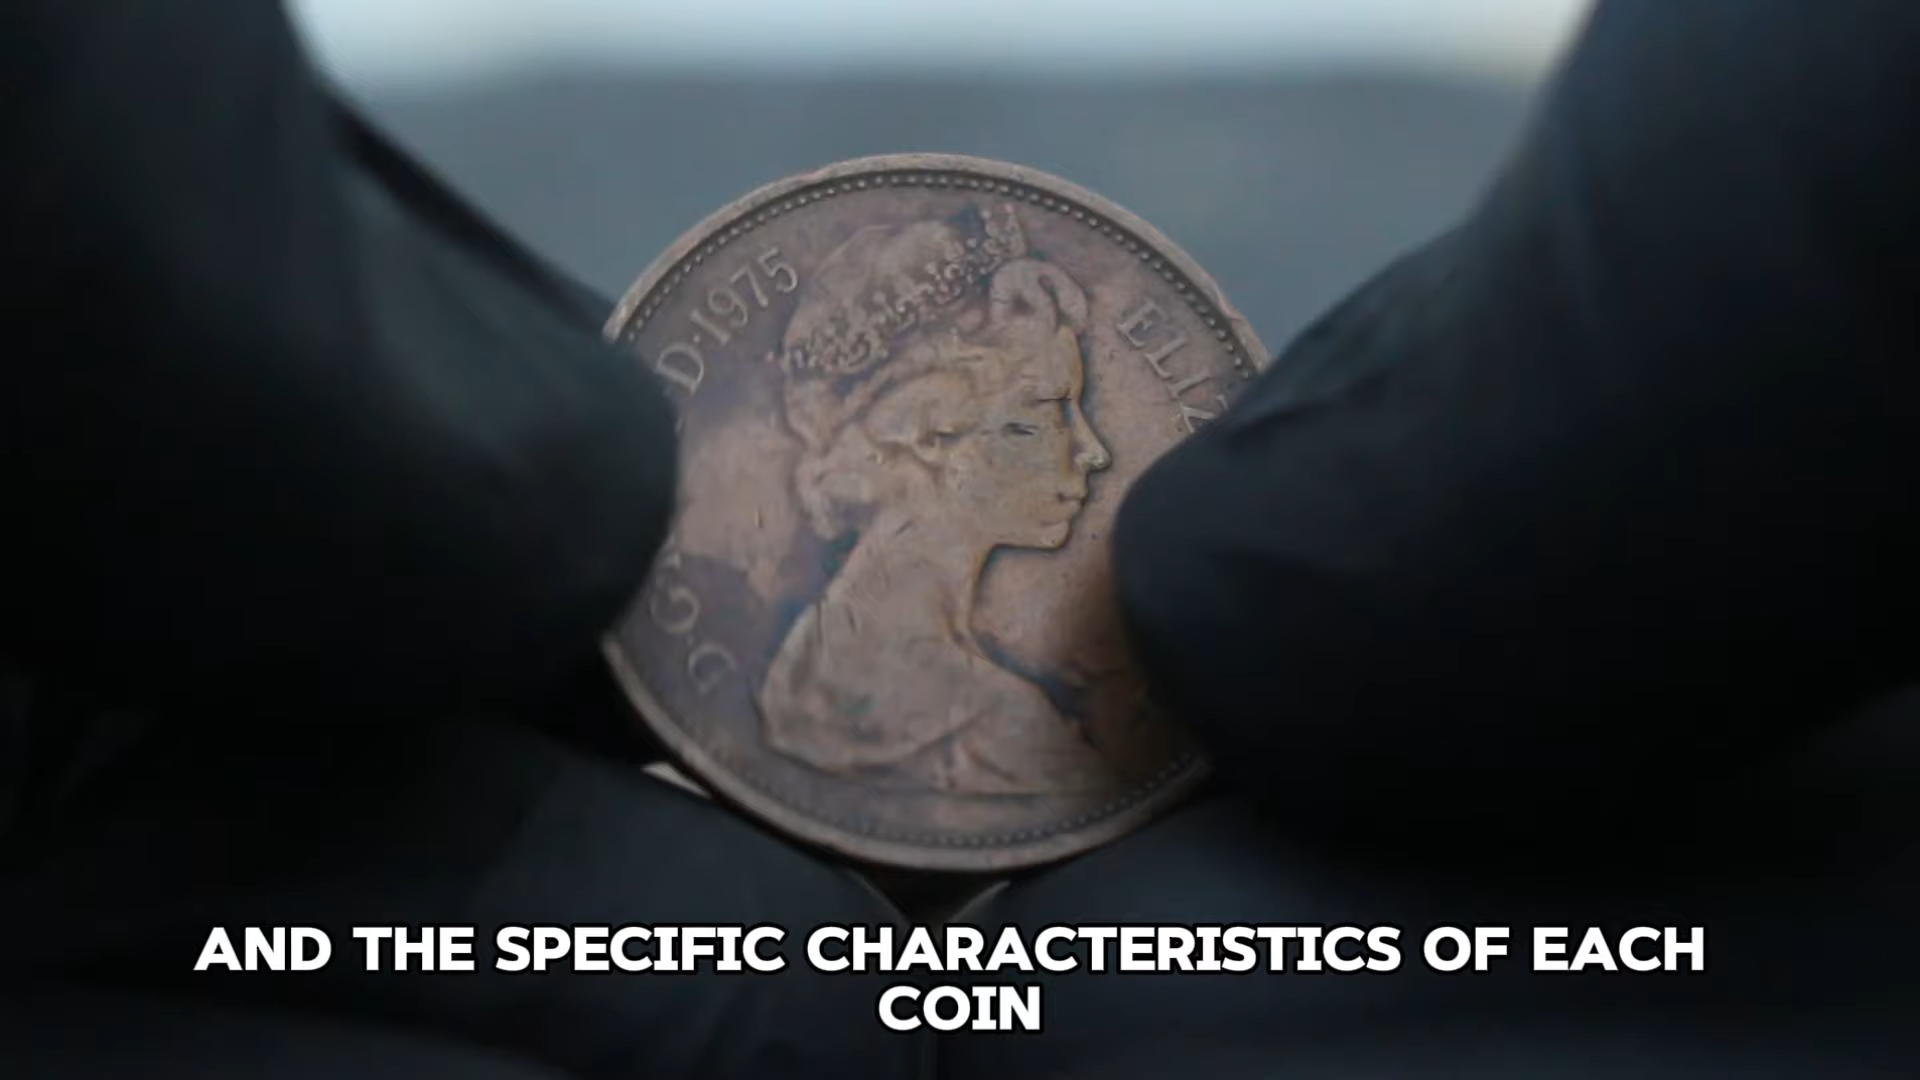 D·1975
ELIZ
D·G
AND THE SPECIFIC CHARACTERISTICS OF EACH
COIN